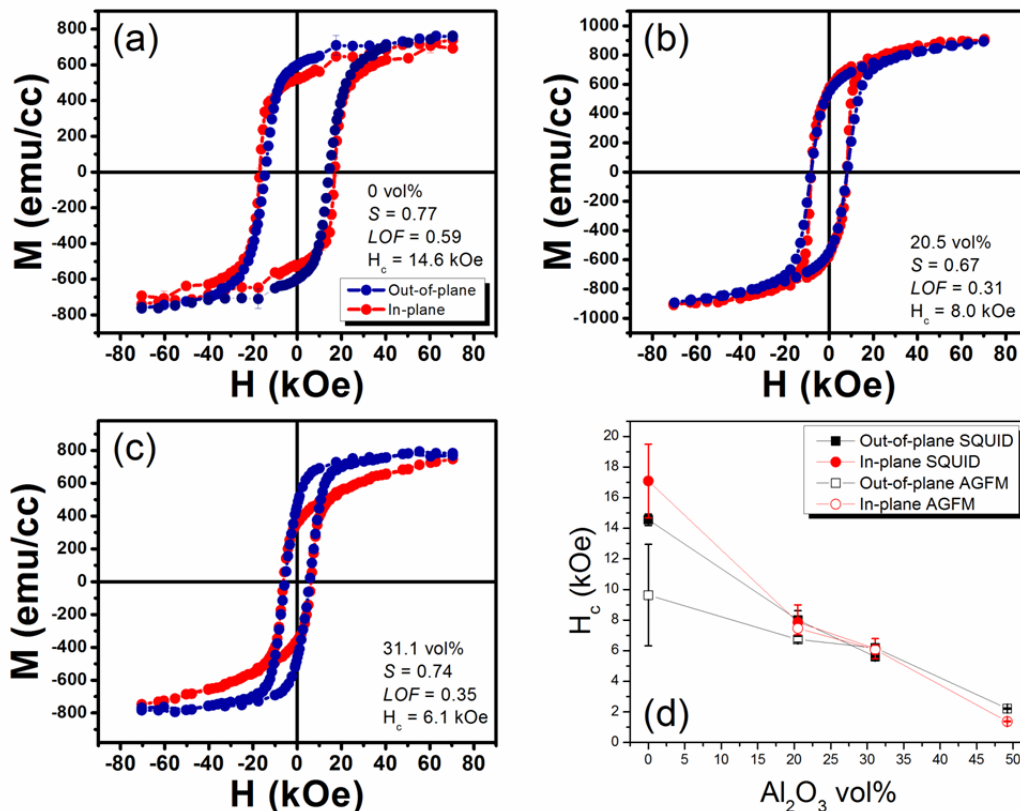 (a)
M (emu/cc)
800
600
400
200
0
-200
-400
-600
-800
0 vol%
S = 0.77
LOF = 0.59
Hc = 14.6 kOe
Out-of-plane
In-plane
-80 -60 -40 -20 0 20 40 60 80
H (kOe)
(b)
M (emu/cc)
1000
800
600
400
200
0
-200
-400
-600
-800
-1000
20.5 vol%
S = 0.67
LOF = 0.31
Hc = 8.0 kOe
-80 -60 -40 -20 0 20 40 60 80
H (kOe)
(c)
M (emu/cc)
800
600
400
200
0
-200
-400
-600
-800
31.1 vol%
S = 0.74
LOF = 0.35
Hc = 6.1 kOe
-80 -60 -40 -20 0 20 40 60 80
H (kOe)
Hc (kOe)
20
18
16
14
12
10
8
6
4
2
0
Out-of-plane SQUID
In-plane SQUID
Out-of-plane AGFM
In-plane AGFM
(d)
0 5 10 15 20 25 30 35 40 45 50
Al2O3 vol%